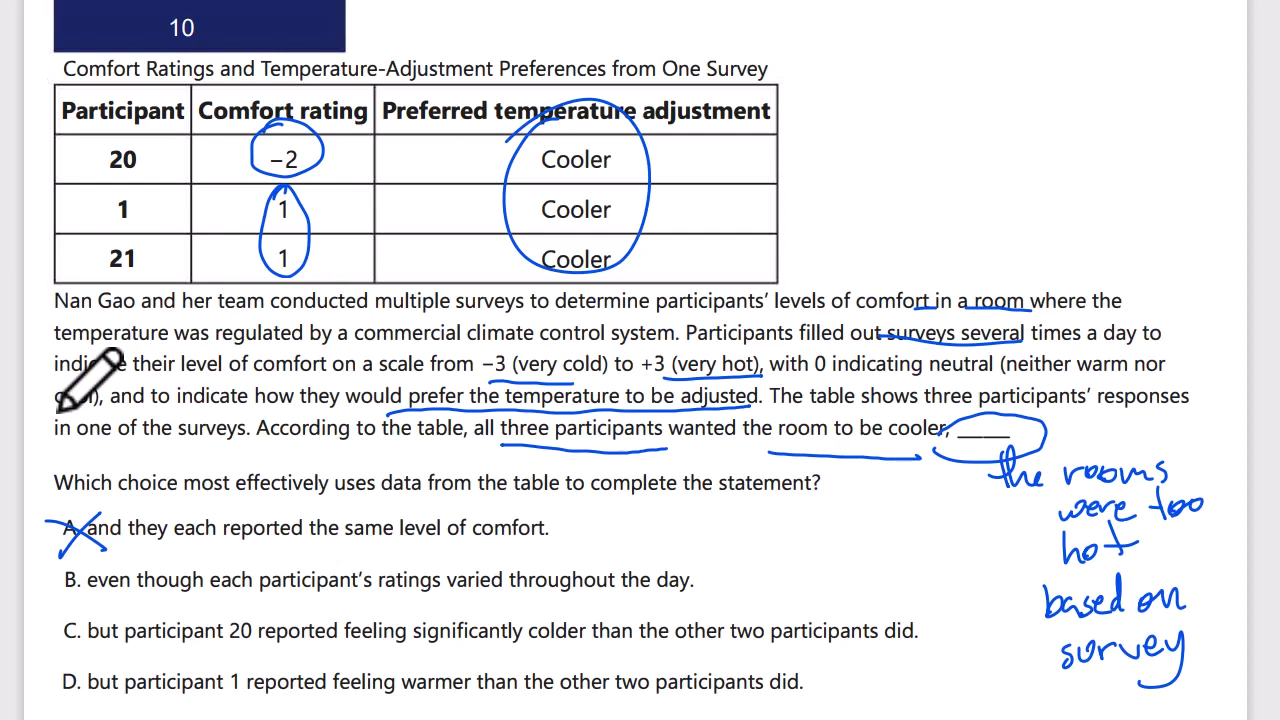 10
Comfort Ratings and Temperature-Adjustment Preferences from One Survey
Participant Comfort rating Preferred temperature adjustment
20 −2 Cooler
1 1 Cooler
21 1 Cooler
Nan Gao and her team conducted multiple surveys to determine participants' levels of comfort in a room where the
temperature was regulated by a commercial climate control system. Participants filled out surveys several times a day to
their level of comfort on a scale from −3 (very cold) to +3 (very hot), with 0 indicating neutral (neither warm nor
and to indicate how they would prefer the temperature to be adjusted. The table shows three participants' responses
in one of the surveys. According to the table, all three participants wanted the room to be cooler, ____
Which choice most effectively uses data from the table to complete the statement?
A. and they each reported the same level of comfort.
B. even though each participant's ratings varied throughout the day.
C. but participant 20 reported feeling significantly colder than the other two participants did.
D. but participant 1 reported feeling warmer than the other two participants did.
the rooms
were too
hot
based on
survey